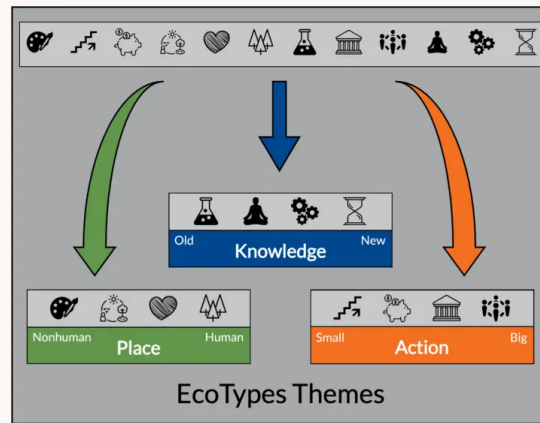 Old New
Knowledge
Nonhuman Human
Place
Small Big
Action
EcoTypes Themes